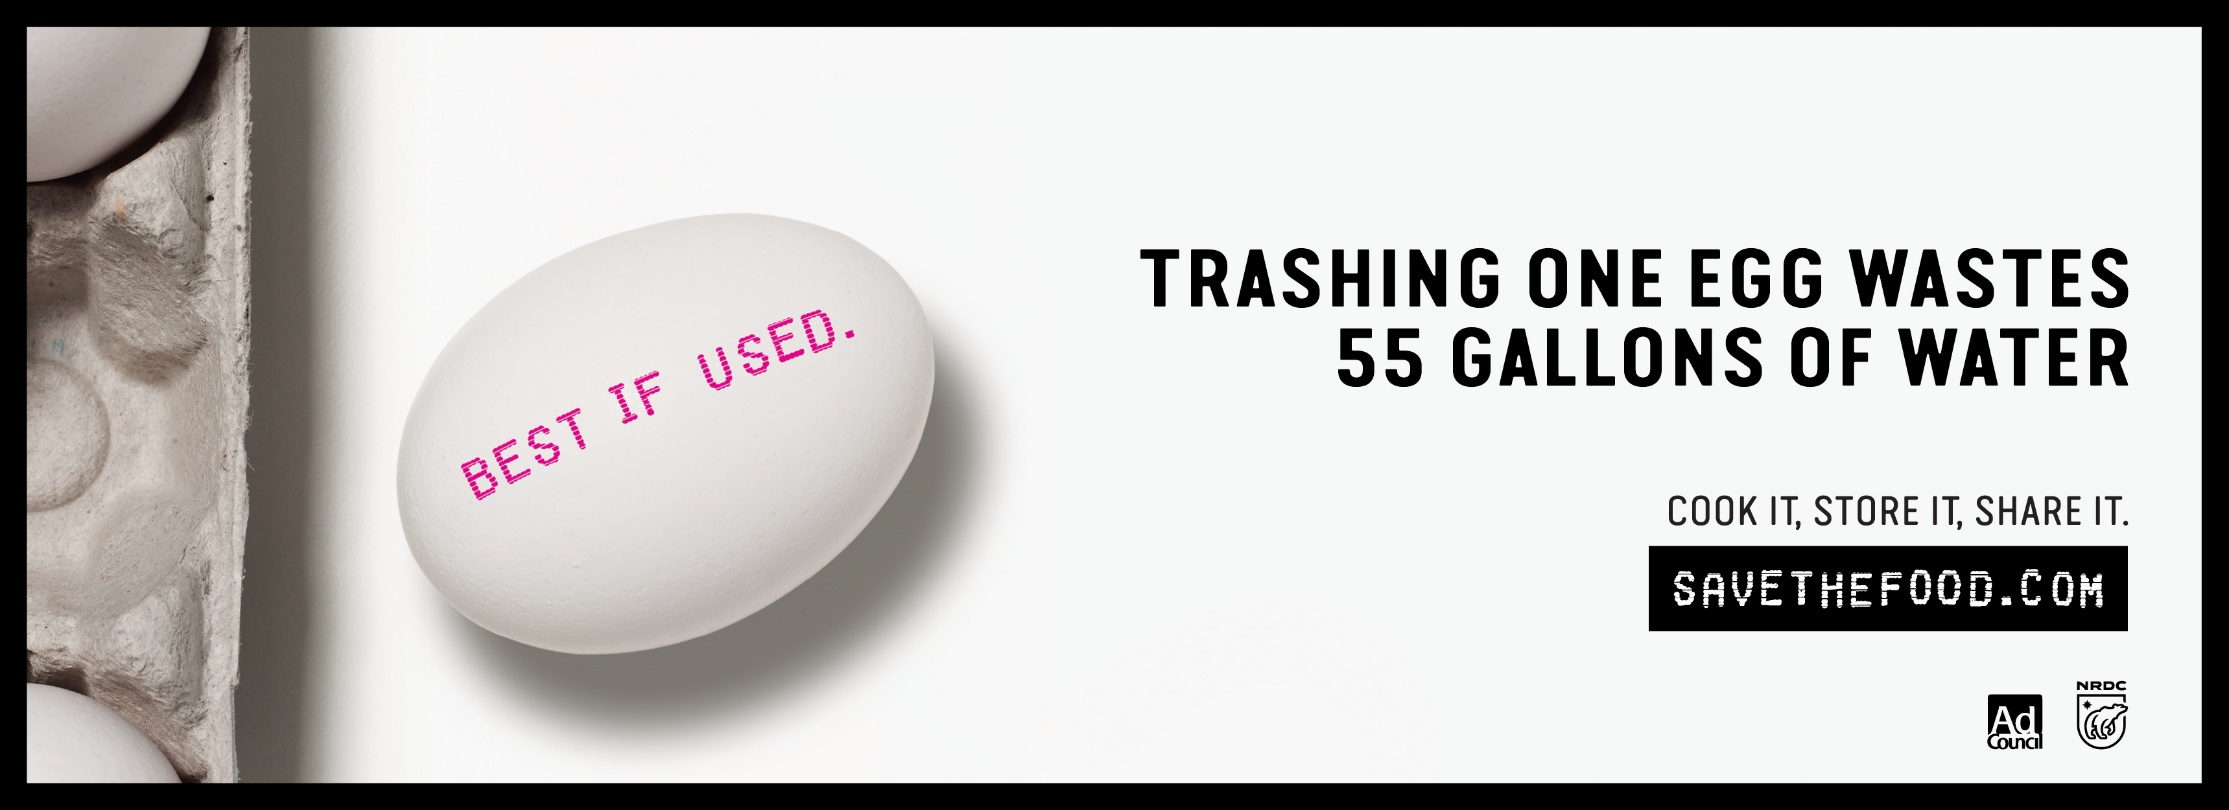 BEST IF USED.
TRASHING ONE EGG WASTES
55 GALLONS OF WATER
COOK IT, STORE IT, SHARE IT.
SAVETHEFOOD.COM
Ad
Council
NRDC